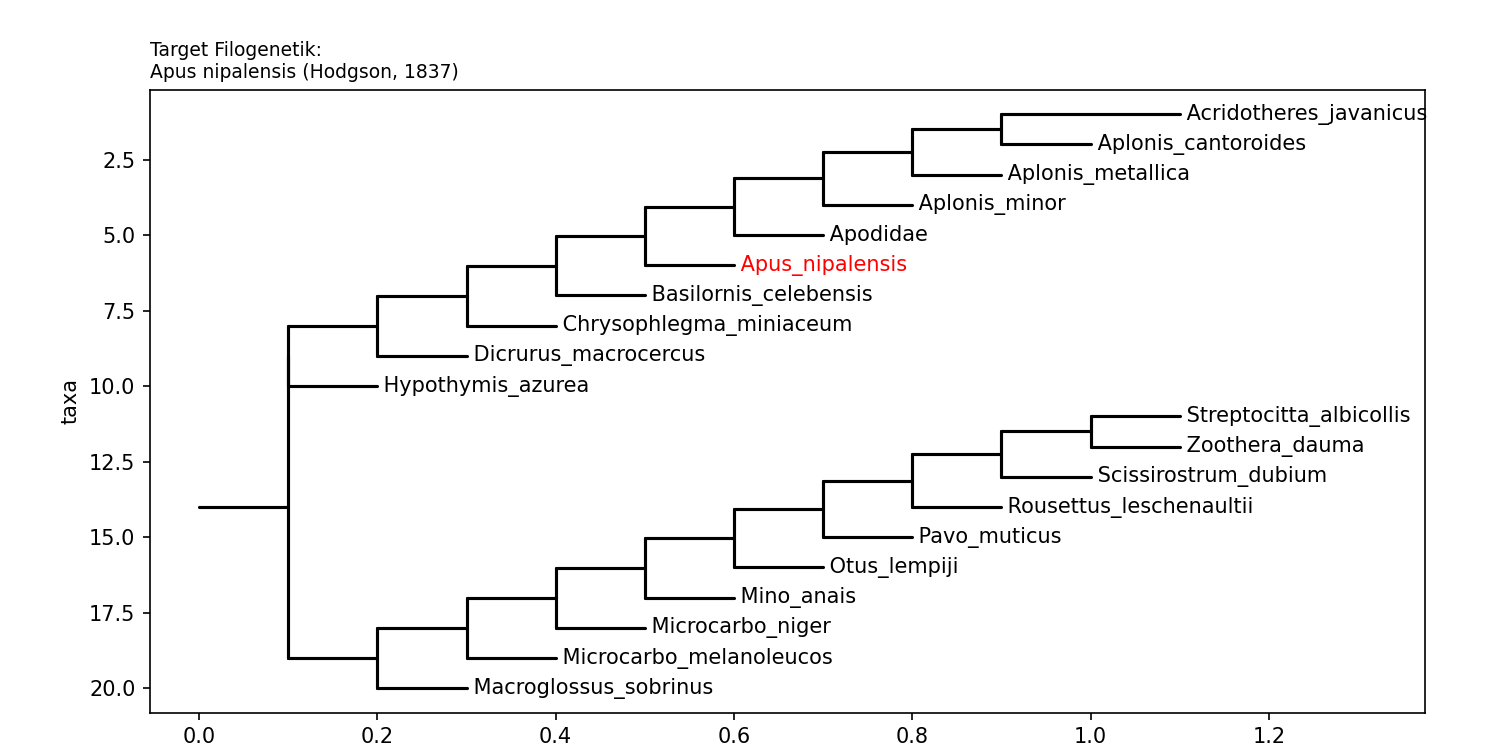 Target Filogenetik:
Apus nipalensis (Hodgson, 1837)
Acridotheres_javanicus
Aplonis_cantoroides
2.5
Aplonis_metallica
Aplonis_minor
5.0
Apodidae
Apus_nipalensis
Basilornis_celebensis
7.5
Chrysophlegma_miniaceum
Dicrurus_macrocercus
10.0
Hypothymis_azurea
taxa
Streptocitta_albicollis
Zoothera_dauma
12.5
Scissirostrum_dubium
Rousettus_leschenaultii
15.0
Pavo_muticus
Otus_lempiji
Mino_anais
17.5
Microcarbo_niger
Microcarbo_melanoleucos
20.0
Macroglossus_sobrinus
0.0 0.2 0.4 0.6 0.8 1.0 1.2